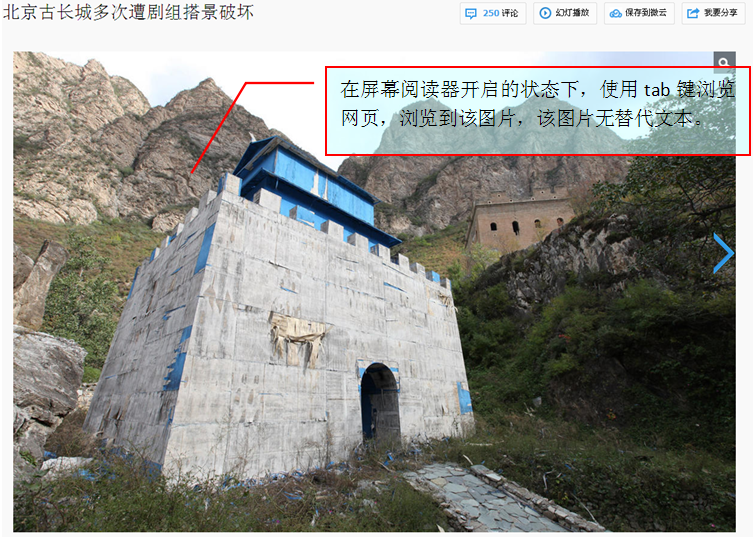 北京古长城多次遭剧组搭景破坏
250 评论
幻灯播放
保存到微云
我要分享
在屏幕阅读器开启的状态下，使用 tab 键浏览
网页，浏览到该图片，该图片无替代文本。